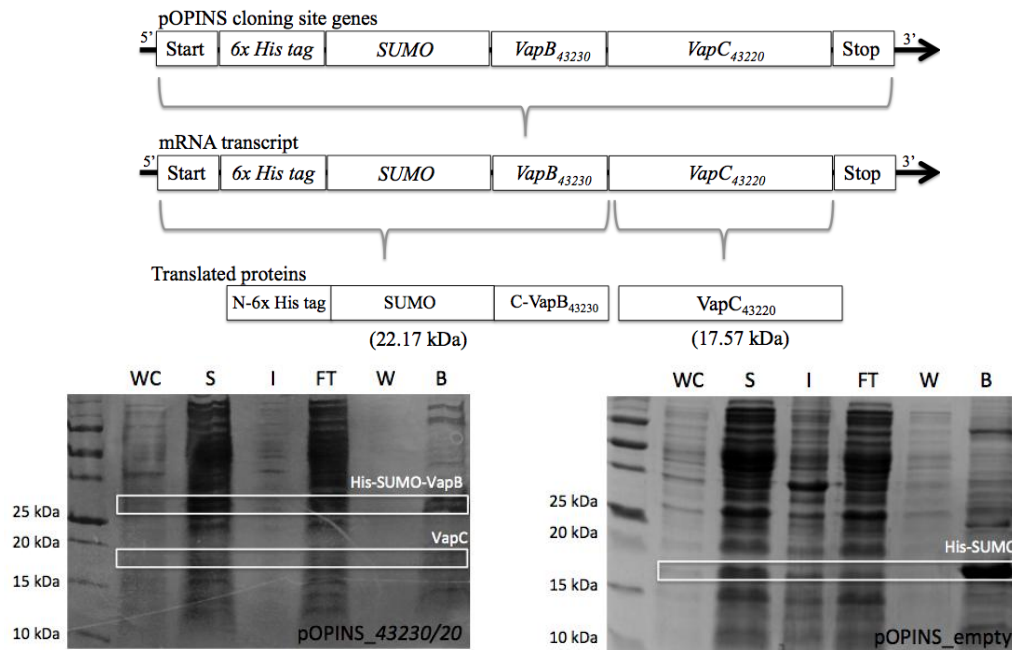 pOPINS cloning site genes
5’ Start 6x His tag SUMO VapB43230 VapC43220 Stop 3’
mRNA transcript
5’ Start 6x His tag SUMO VapB43230 VapC43220 Stop 3’
Translated proteins
N-6x His tag SUMO C-VapB43230 VapC43220
(22.17 kDa) (17.57 kDa)
WC S I FT W B
His-SUMO-VapB
25 kDa
VapC
20 kDa
15 kDa
10 kDa
pOPINS_43230/20
WC S I FT W B
25 kDa
20 kDa
His-SUMO
15 kDa
10 kDa
pOPINS_empty